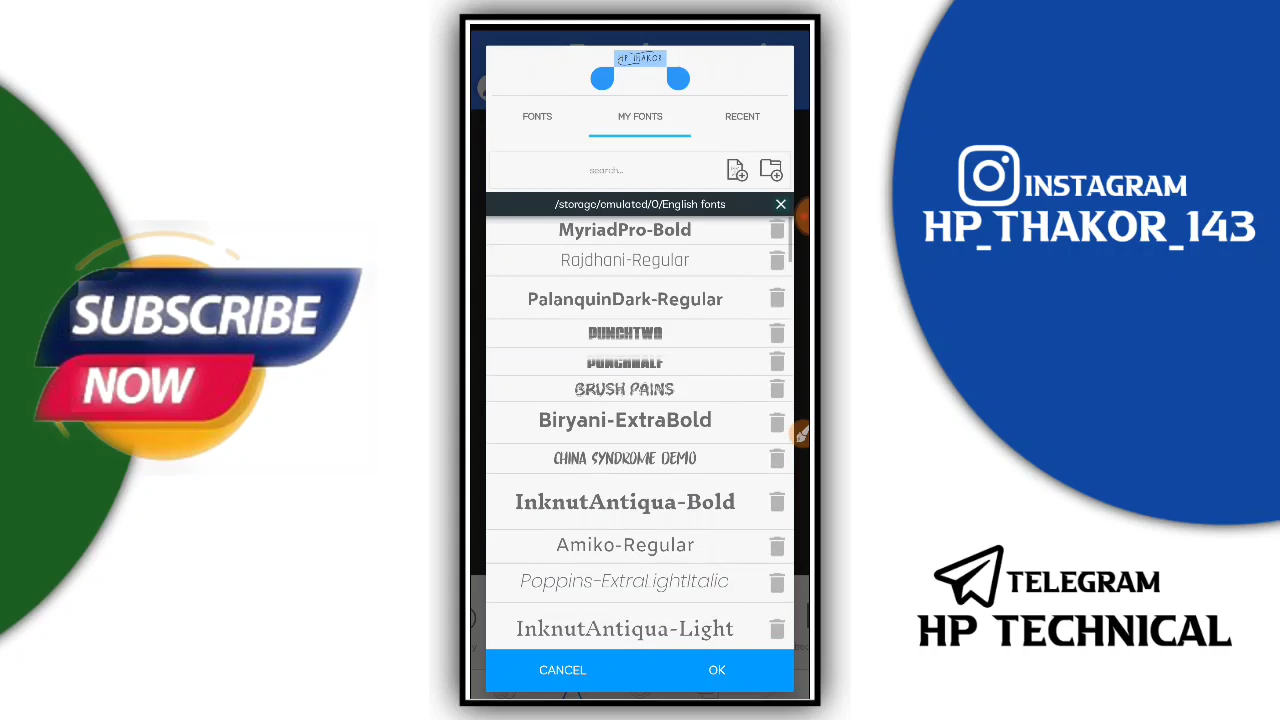 SUBSCRIBE
NOW
HP_THAKOR
FONTS
MY FONTS
RECENT
search...
/storage/emulated/0/English fonts
MyriadPro-Bold
Rajdhani-Regular
PalanquinDark-Regular
PUNCHTWO
PUNCHHALF
BRUSH PAINS
Biryani-ExtraBold
CHINA SYNDROME DEMO
InknutAntiqua-Bold
Amiko-Regular
Poppins-ExtraLightItalic
InknutAntiqua-Light
CANCEL
OK
INSTAGRAM
HP_THAKOR_143
TELEGRAM
HP TECHNICAL